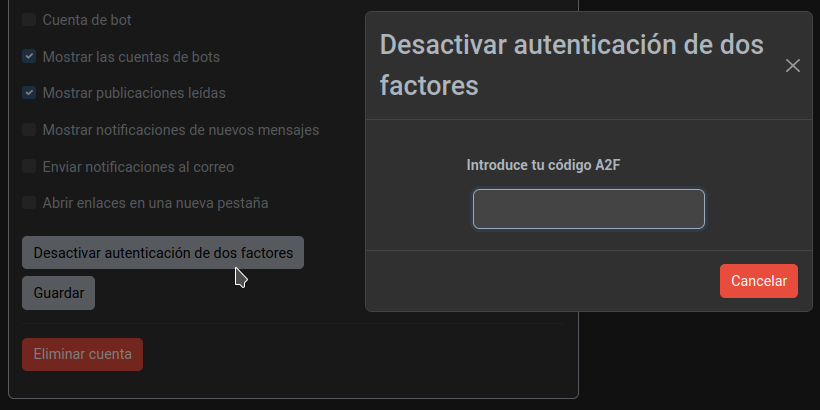 Cuenta de bot
Mostrar las cuentas de bots
Mostrar publicaciones leídas
Mostrar notificaciones de nuevos mensajes
Enviar notificaciones al correo
Abrir enlaces en una nueva pestaña
Desactivar autenticación de dos factores
Guardar
Eliminar cuenta
Desactivar autenticación de dos
factores
Introduce tu código A2F
Cancelar